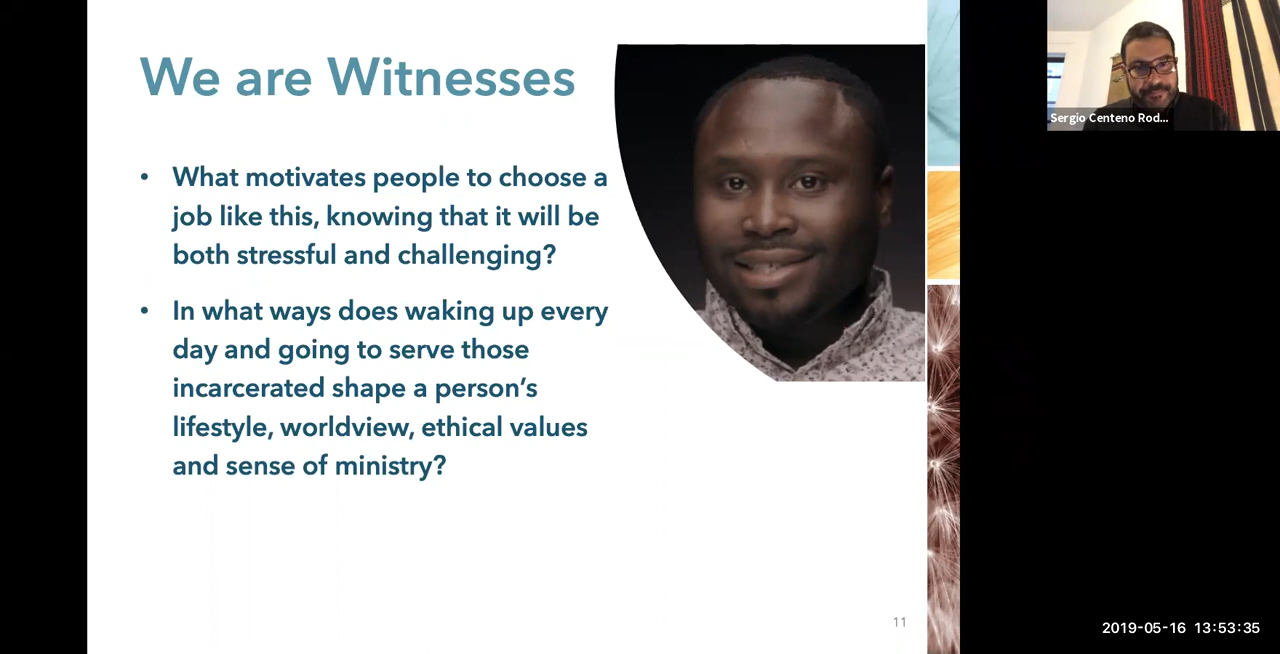 We are Witnesses
• What motivates people to choose a
job like this, knowing that it will be
both stressful and challenging?
• In what ways does waking up every
day and going to serve those
incarcerated shape a person’s
lifestyle, worldview, ethical values
and sense of ministry?
11
Sergio Centeno Rod...
2019-05-16 13:53:35